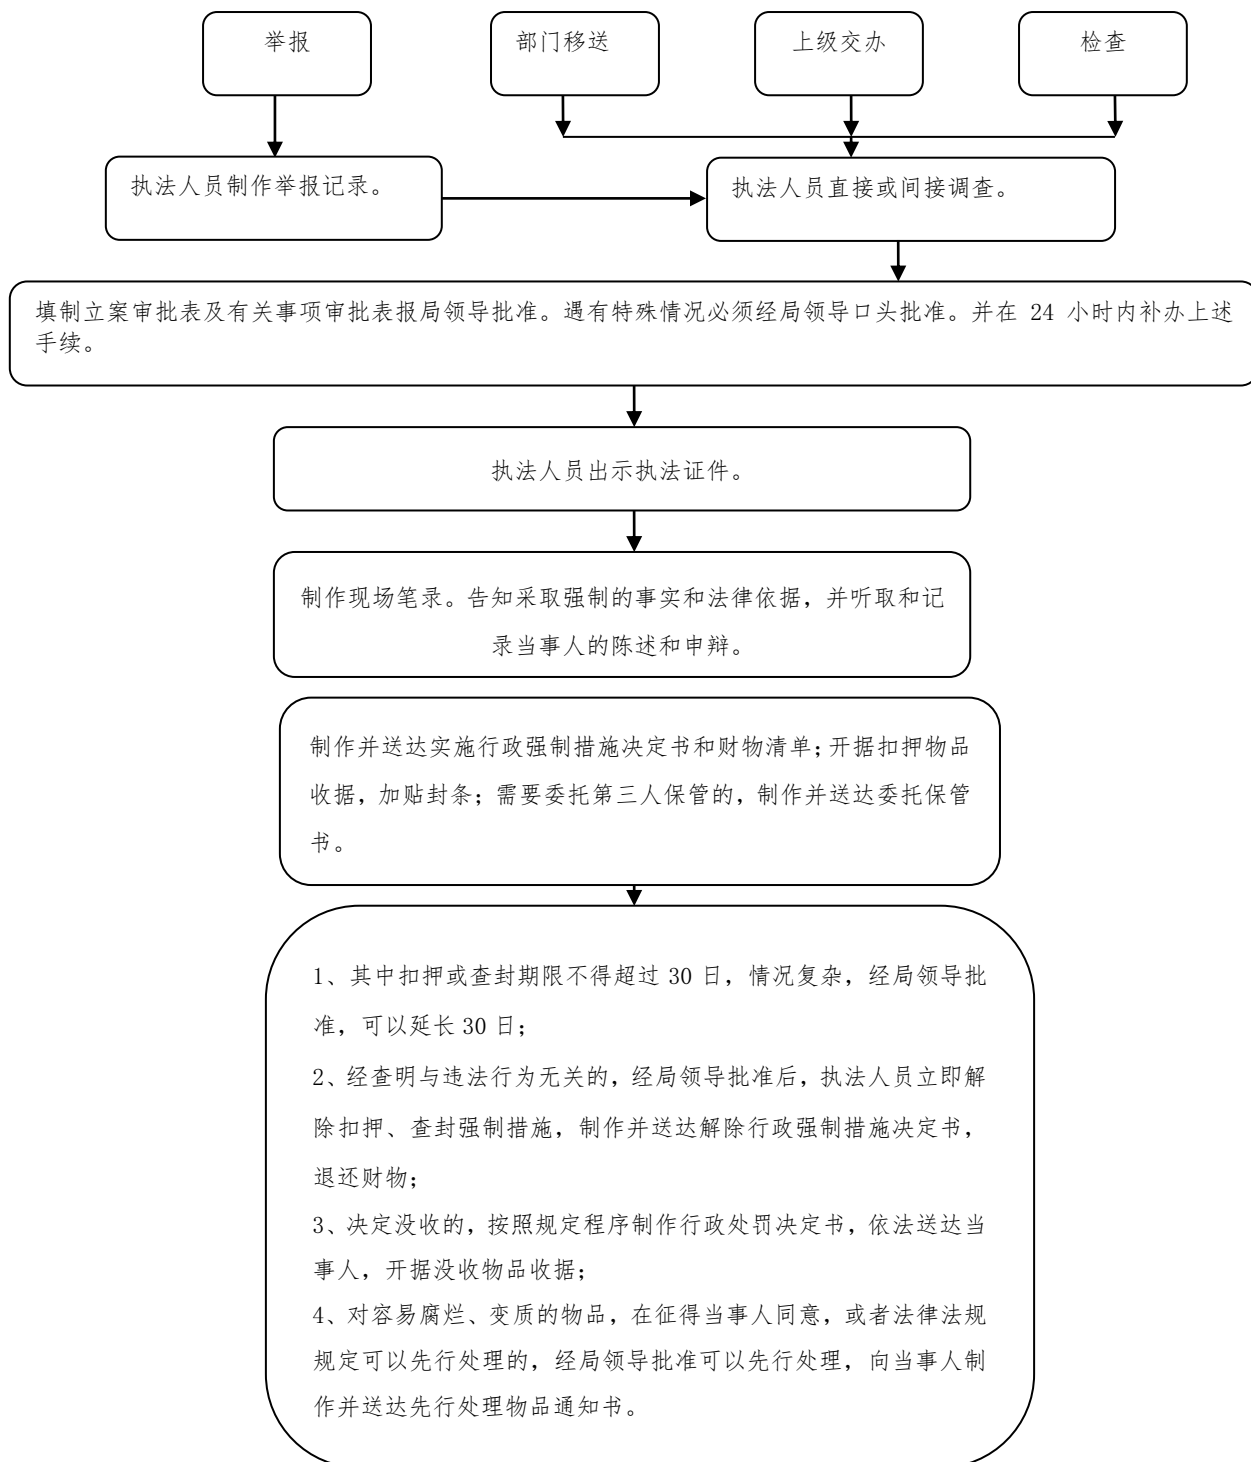 举报
部门移送
上级交办
检查
执法人员制作举报记录。
执法人员直接或间接调查。
填制立案审批表及有关事项审批表报局领导批准。遇有特殊情况必须经局领导口头批准。并在 24 小时内补办上述
手续。
执法人员出示执法证件。
制作现场笔录。告知采取强制的事实和法律依据，并听取和记
录当事人的陈述和申辩。
制作并送达实施行政强制措施决定书和财物清单；开据扣押物品
收据，加贴封条；需要委托第三人保管的，制作并送达委托保管
书。
1、其中扣押或查封期限不得超过 30 日，情况复杂，经局领导批
准，可以延长 30 日；
2、经查明与违法行为无关的，经局领导批准后，执法人员立即解
除扣押、查封强制措施，制作并送达解除行政强制措施决定书，
退还财物；
3、决定没收的，按照规定程序制作行政处罚决定书，依法送达当
事人，开据没收物品收据；
4、对容易腐烂、变质的物品，在征得当事人同意，或者法律法规
规定可以先行处理的，经局领导批准可以先行处理，向当事人制
作并送达先行处理物品通知书。